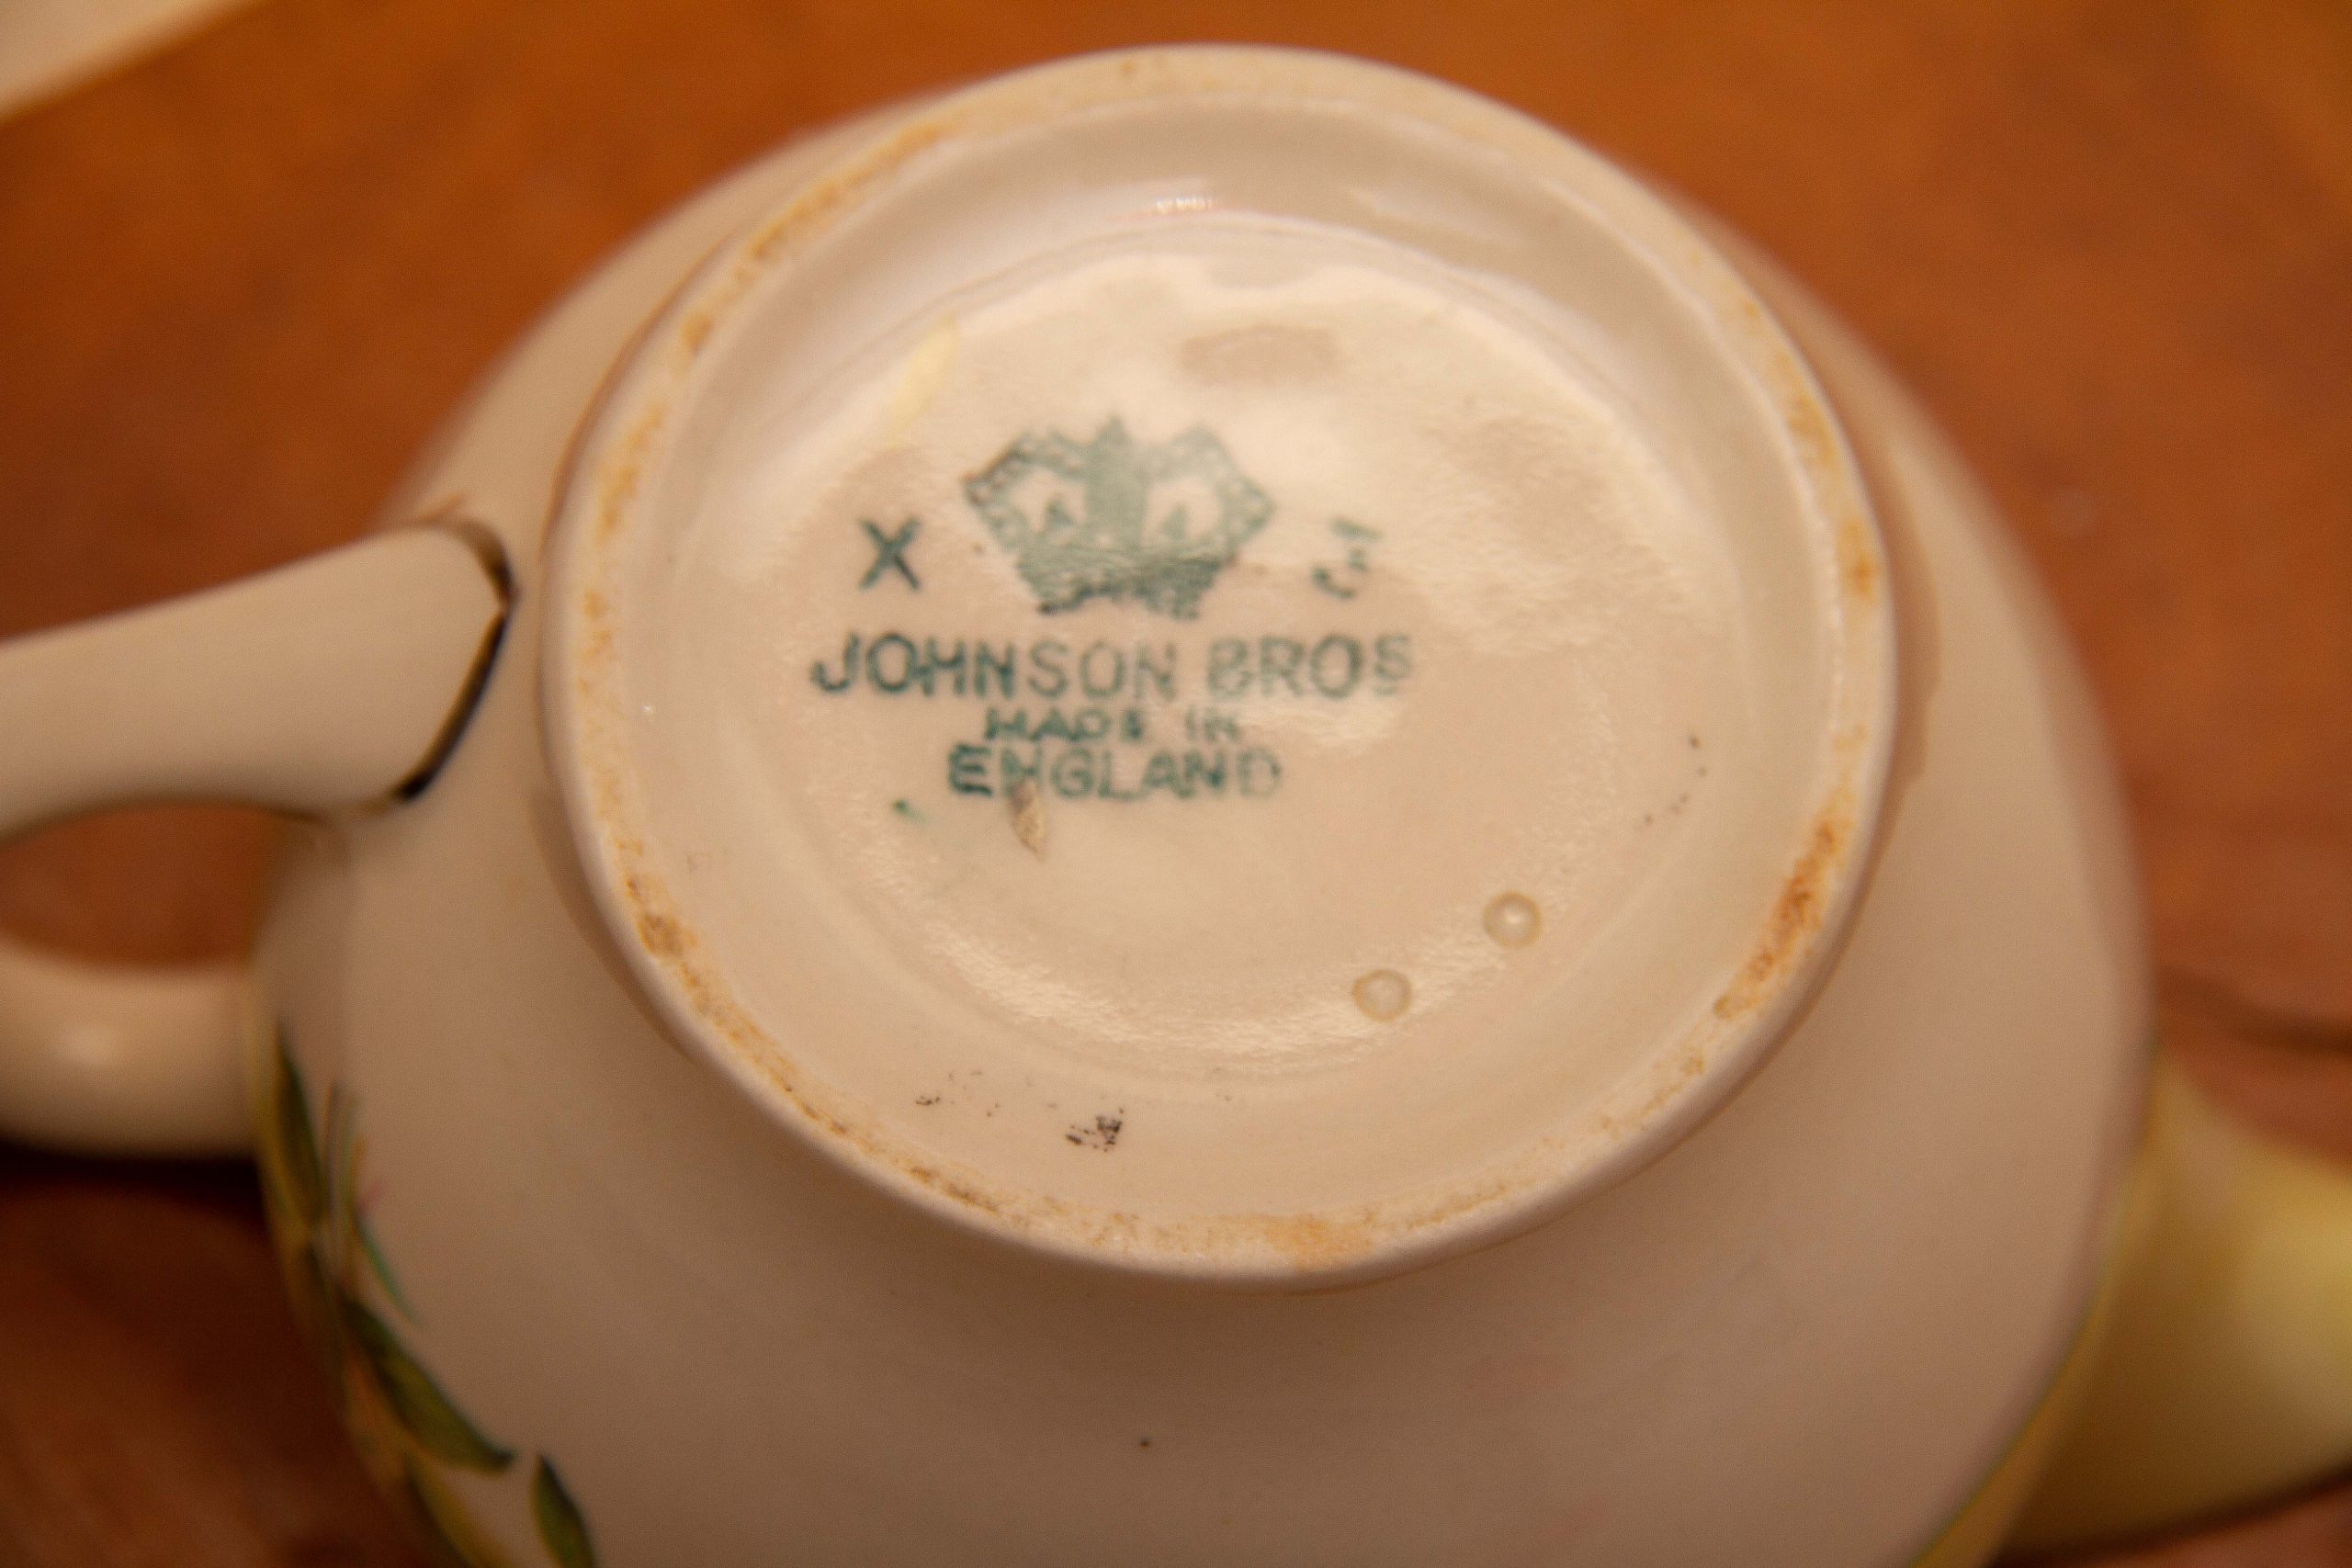 X
JOHNSON BROS
MADE IN
ENGLAND